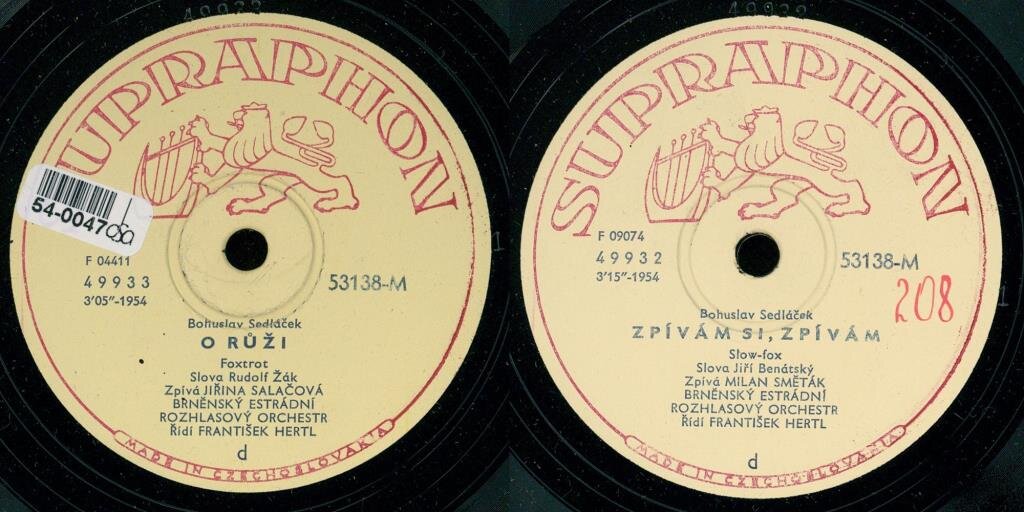 49933
SUPRAPHON
54-0047050
F 04411
49933
3'05"-1954
53138-M
Bohuslav Sedláček
O RŮŽI
Foxtrot
Slova Rudolf Žák
Zpívá JIŘINA SALAČOVÁ
BRNĚNSKÝ ESTRÁDNÍ
ROZHLASOVÝ ORCHESTR
Řídí FRANTIŠEK HERTL
d
MADE IN CZECHOSLOVAKIA
49932
SUPRAPHON
F 09074
49932
3'15"-1954
53138-M
208
Bohuslav Sedláček
ZPÍVÁM SI, ZPÍVÁM
Slow-fox
Slova Jiří Benátský
Zpívá MILAN SMĚTÁK
BRNĚNSKÝ ESTRÁDNÍ
ROZHLASOVÝ ORCHESTR
Řídí FRANTIŠEK HERTL
d
MADE IN CZECHOSLOVAKIA